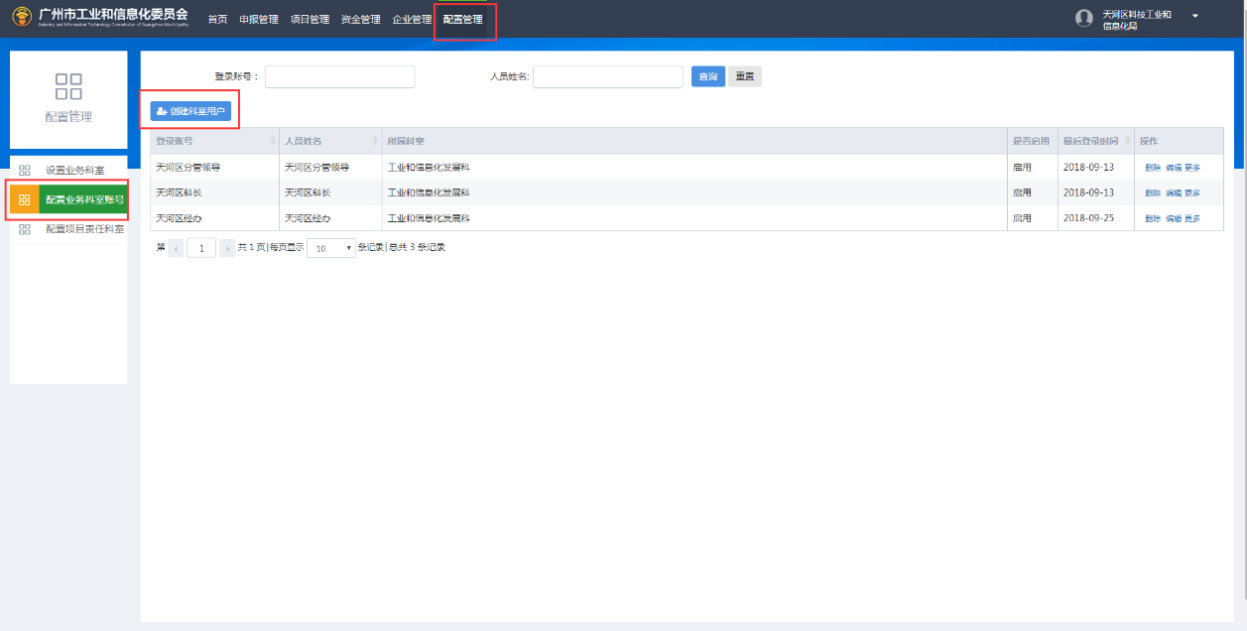 广州市工业和信息化委员会
Industry and Information Technology Commission of Guangzhou Municipality
首页 申报管理 项目管理 资金管理 企业管理 配置管理
天河区科技工业和
信息化局
配置管理
设置业务科室
配置业务科室账号
配置项目责任科室
登录账号： 人员姓名: 查询 重置
创建科室用户
登录账号 人员姓名 所属科室 是否启用 最后登录时间 操作
天河区分管领导 天河区分管领导 工业和信息化发展科 启用 2018-09-13 删除 编辑 更多
天河区科长 天河区科长 工业和信息化发展科 启用 2018-09-13 删除 编辑 更多
天河区经办 天河区经办 工业和信息化发展科 启用 2018-09-25 删除 编辑 更多
第 < 1 > 共 1 页|每页显示 10 条记录|总共 3 条记录